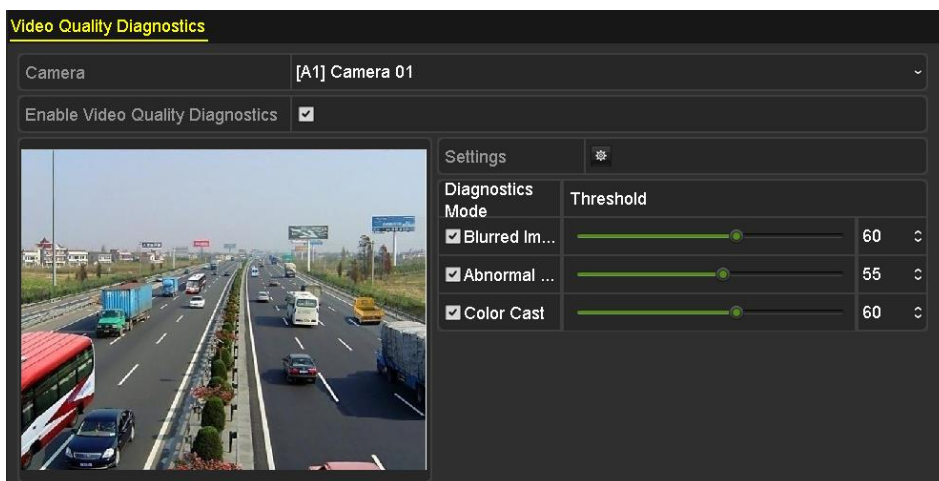 Video Quality Diagnostics
Camera
[A1] Camera 01
Enable Video Quality Diagnostics
Settings
Diagnostics
Mode
Threshold
Blurred Im...
60
Abnormal ...
55
Color Cast
60